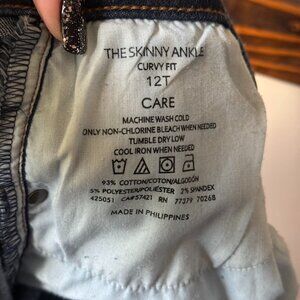 THE SKINNY ANKLE
CURVY FIT
12T
CARE
MACHINE WASH COLD
ONLY NON-CHLORINE BLEACH WHEN NEEDED
TUMBLE DRY LOW
COOL IRON WHEN NEEDED
93% COTTON/COTON/ALGODÓN
5% POLYESTER/POLIÉSTER 2% SPANDEX
425051 CA#57421 RN 77379 70268
MADE IN PHILIPPINES